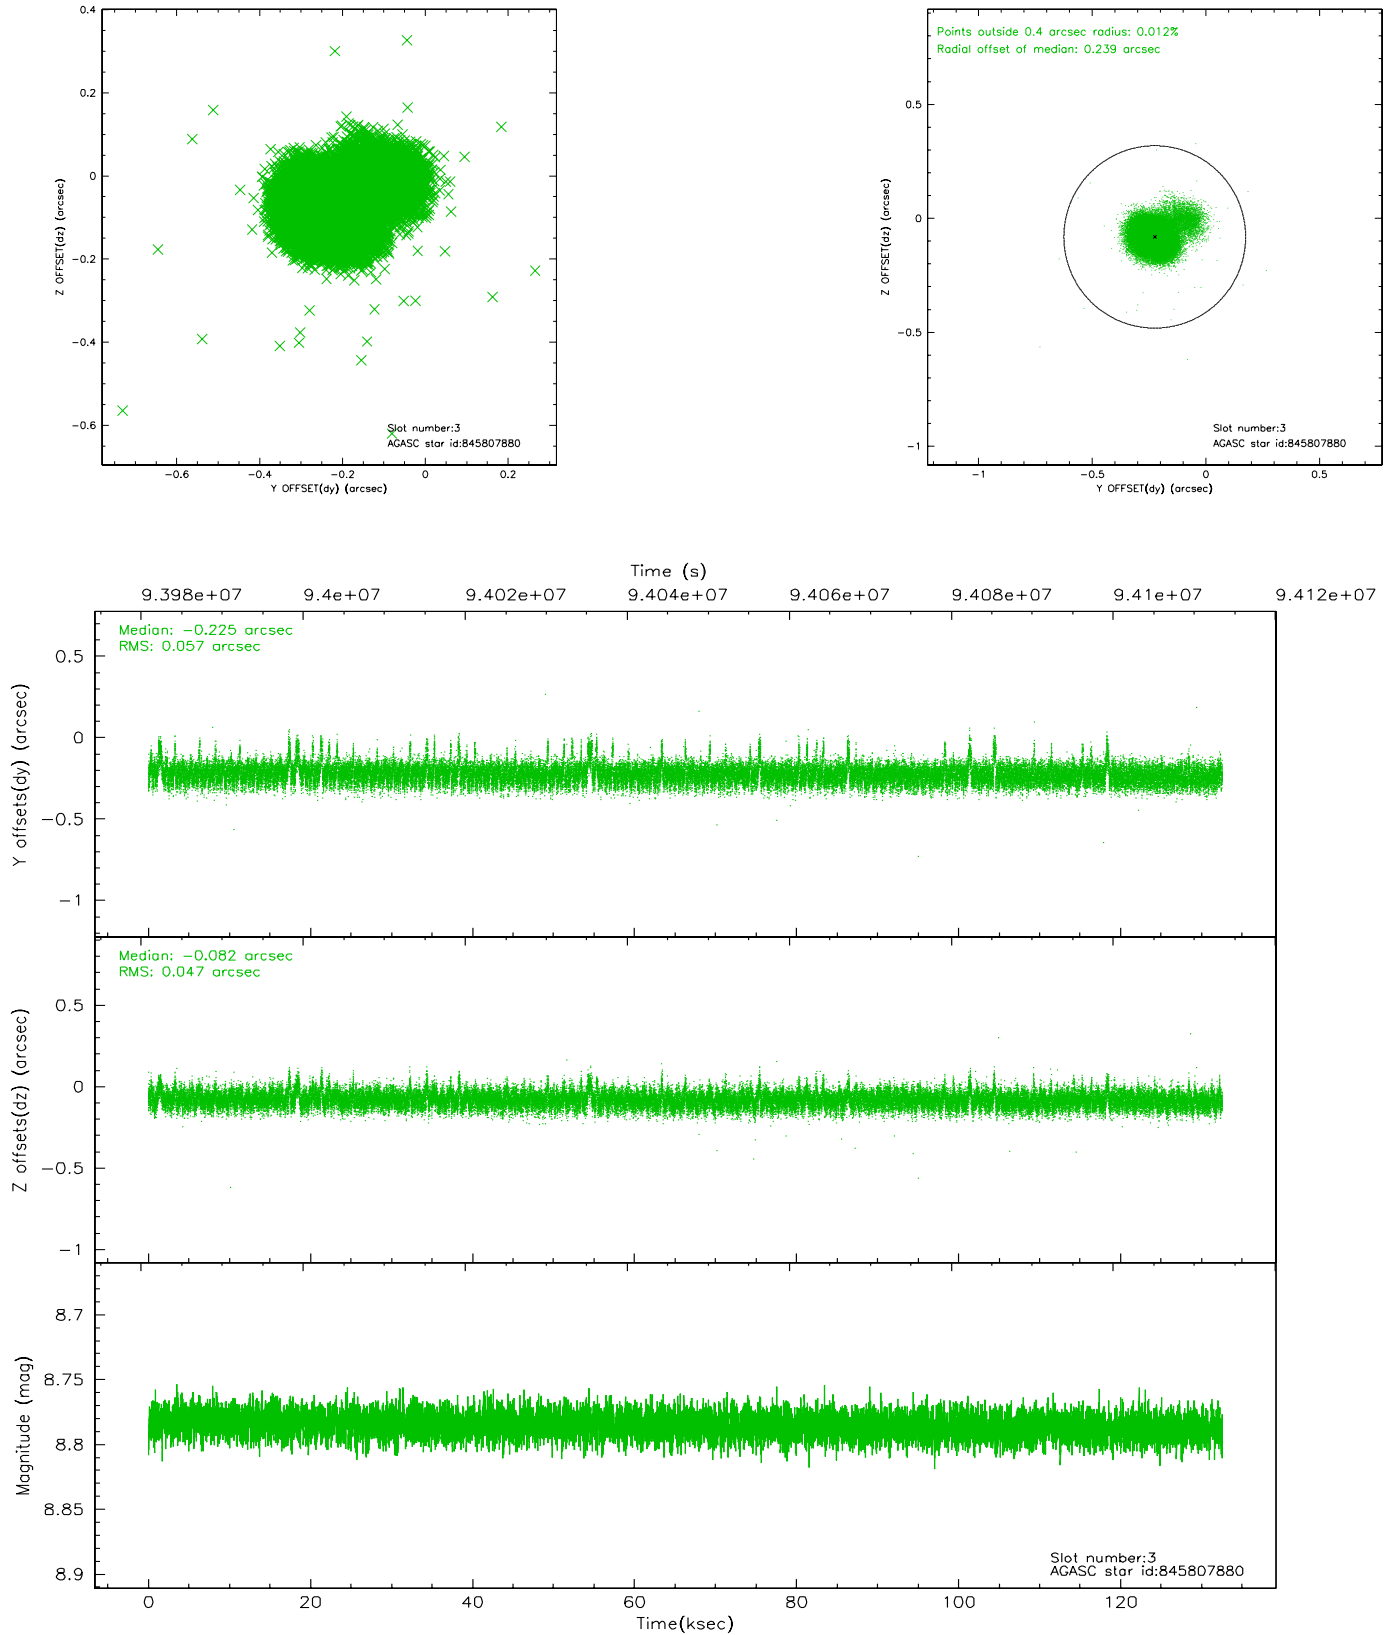 0.4
0.2
0
−0.2
−0.4
−0.6
Z OFFSET(dz) (arcsec)
Slot number:3
AGASC star id:845807880
−0.6 −0.4 −0.2 0 0.2
Y OFFSET(dy) (arcsec)
Points outside 0.4 arcsec radius: 0.012%
Radial offset of median: 0.239 arcsec
0.5
0
−0.5
−1
Z OFFSET(dz) (arcsec)
Slot number:3
AGASC star id:845807880
−1 −0.5 0 0.5
Y OFFSET(dy) (arcsec)
Time (s)
9.398e+07 9.4e+07 9.402e+07 9.404e+07 9.406e+07 9.408e+07 9.41e+07 9.412e+07
Median: −0.225 arcsec
RMS: 0.057 arcsec
0.5
0
−0.5
−1
Y offsets(dy) (arcsec)
Median: −0.082 arcsec
RMS: 0.047 arcsec
0.5
0
−0.5
−1
Z offsets(dz) (arcsec)
8.7
8.75
8.8
8.85
8.9
Magnitude (mag)
Slot number:3
AGASC star id:845807880
0 20 40 60 80 100 120
Time(ksec)